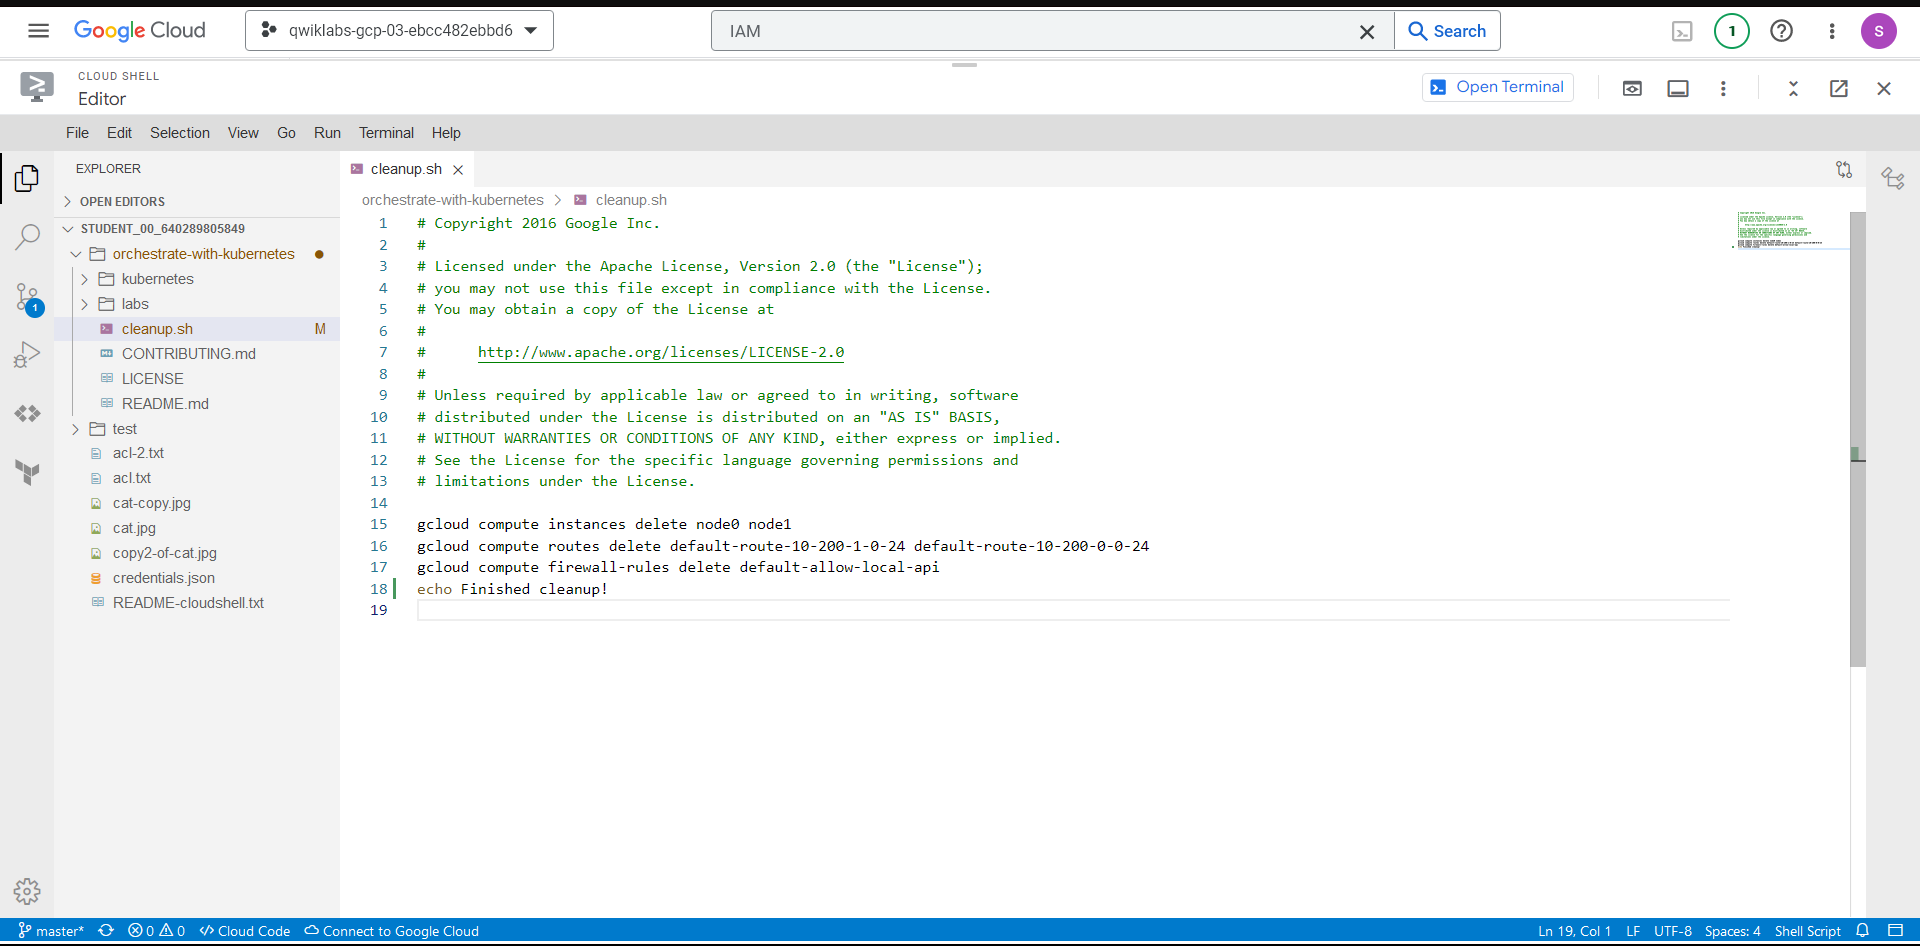 Google Cloud
qwiklabs-gcp-03-ebcc482ebbd6
IAM
Search
1
S
CLOUD SHELL
Editor
Open Terminal
File Edit Selection View Go Run Terminal Help
EXPLORER
OPEN EDITORS
STUDENT_00_640289805849
orchestrate-with-kubernetes
kubernetes
labs
cleanup.sh M
CONTRIBUTING.md
LICENSE
README.md
test
acl-2.txt
acl.txt
cat-copy.jpg
cat.jpg
copy2-of-cat.jpg
credentials.json
README-cloudshell.txt
1
cleanup.sh
orchestrate-with-kubernetes > cleanup.sh
1 # Copyright 2016 Google Inc.
2 #
3 # Licensed under the Apache License, Version 2.0 (the "License");
4 # you may not use this file except in compliance with the License.
5 # You may obtain a copy of the License at
6 #
7 # http://www.apache.org/licenses/LICENSE-2.0
8 #
9 # Unless required by applicable law or agreed to in writing, software
10 # distributed under the License is distributed on an "AS IS" BASIS,
11 # WITHOUT WARRANTIES OR CONDITIONS OF ANY KIND, either express or implied.
12 # See the License for the specific language governing permissions and
13 # limitations under the License.
14
15 gcloud compute instances delete node0 node1
16 gcloud compute routes delete default-route-10-200-1-0-24 default-route-10-200-0-0-24
17 gcloud compute firewall-rules delete default-allow-local-api
18 echo Finished cleanup!
19
master* 0 0 Cloud Code Connect to Google Cloud
Ln 19, Col 1 LF UTF-8 Spaces: 4 Shell Script